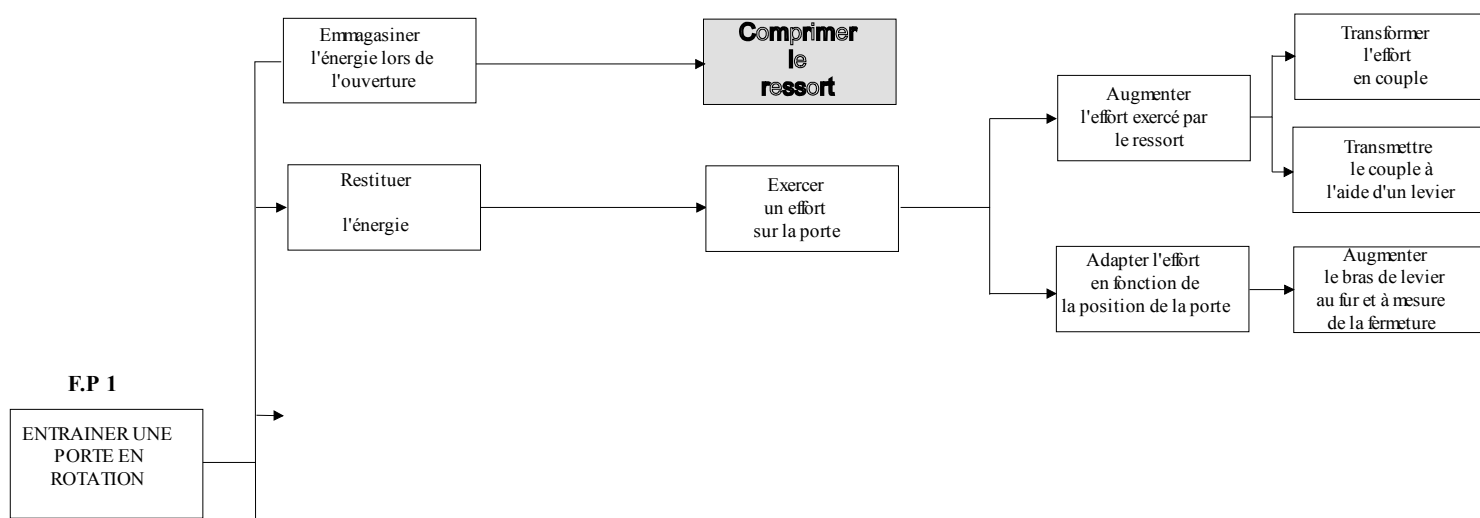 Emmagasiner
l'énergie lors de
l'ouverture
Comprimer
le
ressort
Transformer
l'effort
en couple
Augmenter
l'effort exercé par
le ressort
Transmettre
le couple à
l'aide d'un levier
Restituer
l'énergie
Exercer
un effort
sur la porte
Adapter l'effort
en fonction de
la position de la porte
Augmenter
le bras de levier
au fur et à mesure
de la fermeture
F.P 1
ENTRAINER UNE
PORTE EN
ROTATION